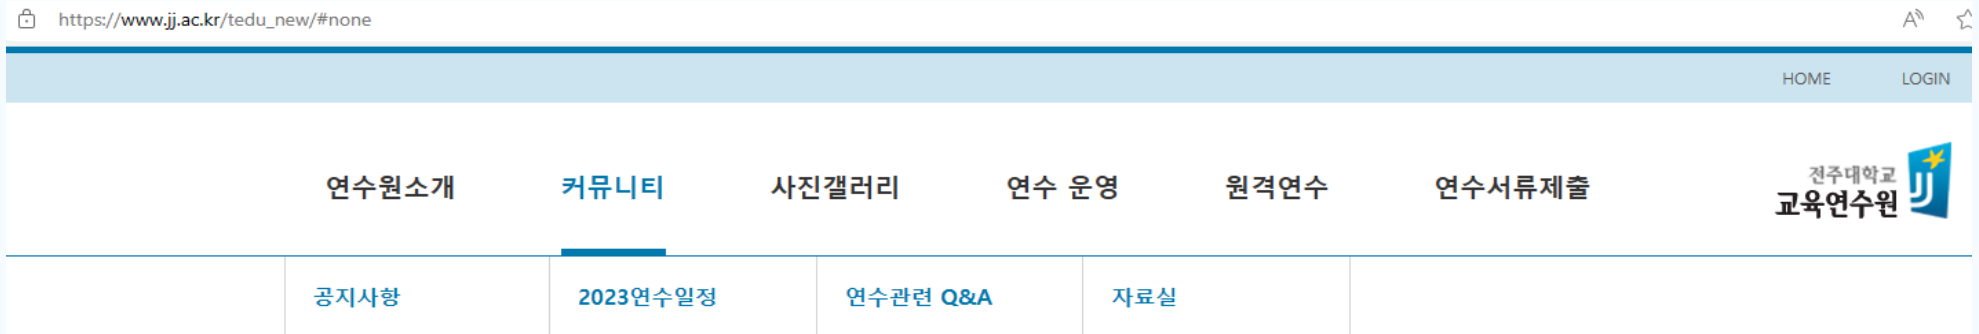 https://www.jj.ac.kr/tedu_new/#none
HOME LOGIN
연수원소개 커뮤니티 사진갤러리 연수 운영 원격연수 연수서류제출
전주대학교
교육연수원
공지사항 2023연수일정 연수관련 Q&A 자료실